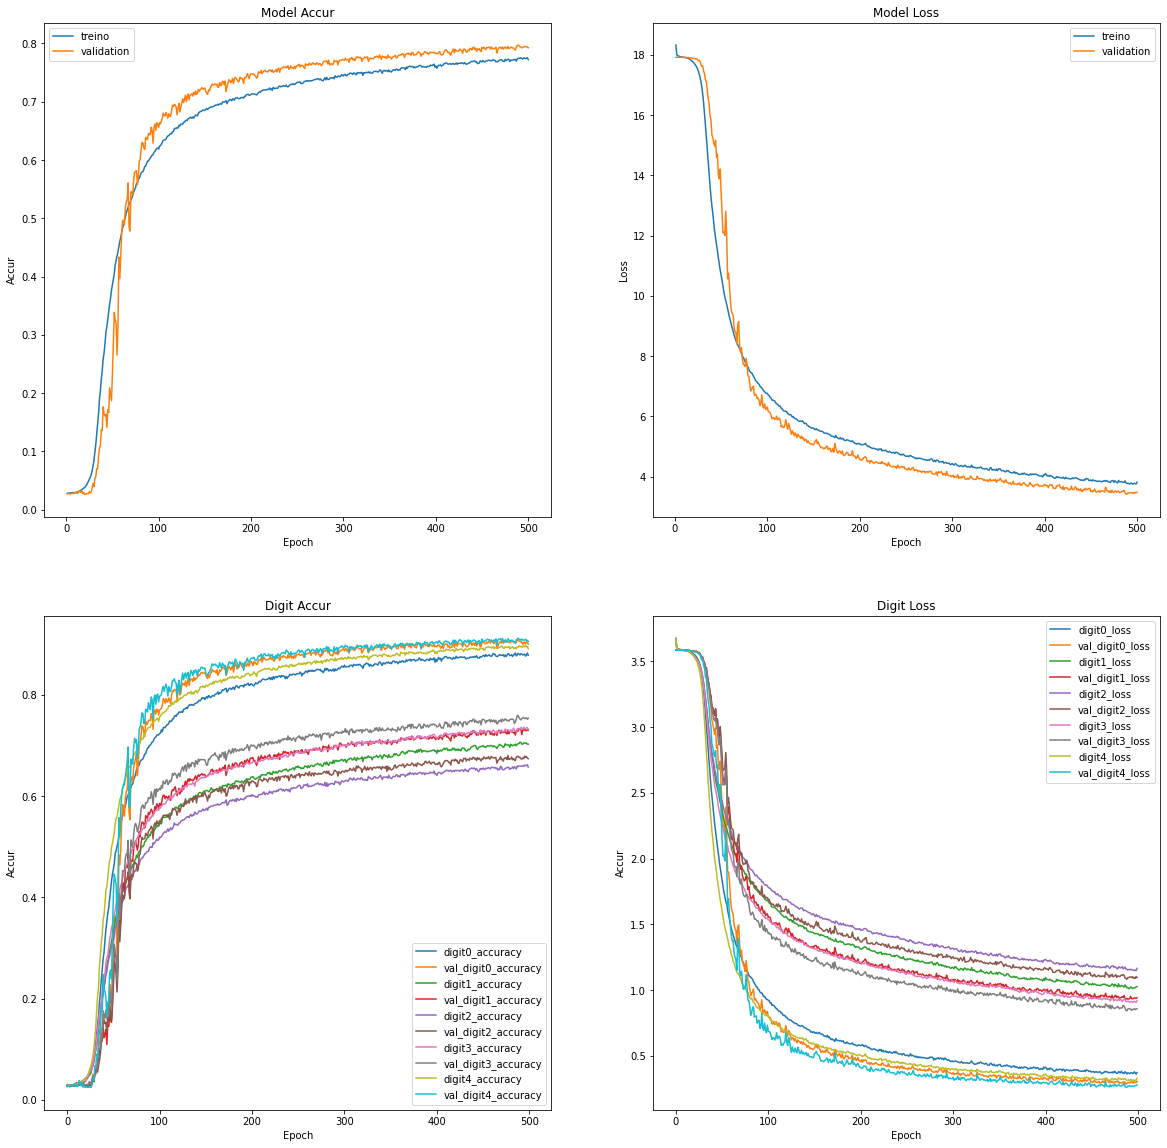 Model Accur
treino
validation
0.8
0.7
0.6
0.5
0.4
0.3
0.2
0.1
0.0
Accur
0
100
200
300
400
500
Epoch
Model Loss
treino
validation
18
16
14
12
10
8
6
4
Loss
0
100
200
300
400
500
Epoch
Digit Accur
0.8
0.6
0.4
0.2
0.0
Accur
digit0_accuracy
val_digit0_accuracy
digit1_accuracy
val_digit1_accuracy
digit2_accuracy
val_digit2_accuracy
digit3_accuracy
val_digit3_accuracy
digit4_accuracy
val_digit4_accuracy
0
100
200
300
400
500
Epoch
Digit Loss
digit0_loss
val_digit0_loss
digit1_loss
val_digit1_loss
digit2_loss
val_digit2_loss
digit3_loss
val_digit3_loss
digit4_loss
val_digit4_loss
3.5
3.0
2.5
2.0
1.5
1.0
0.5
Accur
0
100
200
300
400
500
Epoch